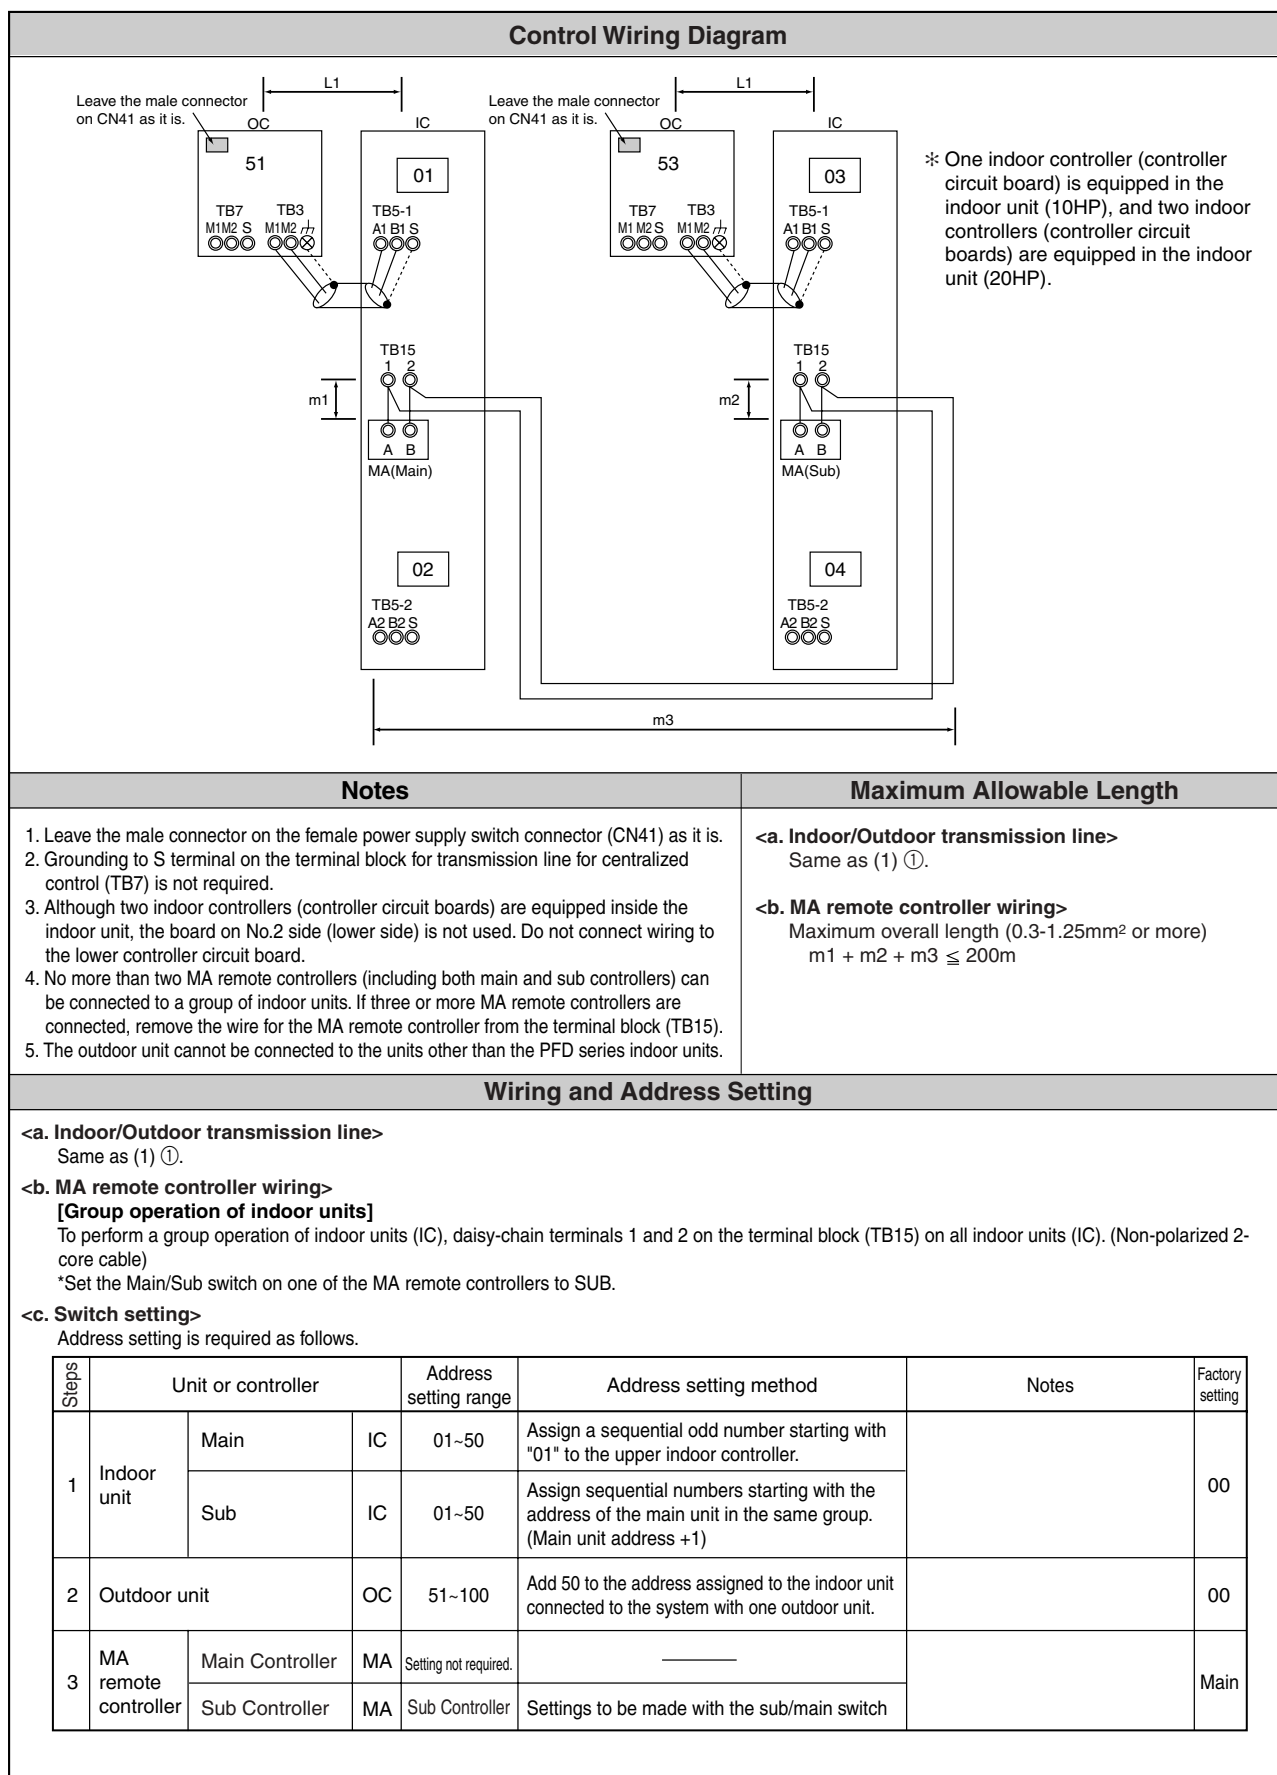 Control Wiring Diagram
L1
L1
Leave the male connector
on CN41 as it is.
OC
IC
Leave the male connector
on CN41 as it is.
OC
IC
51
01
53
03
✻ One indoor controller (controller
circuit board) is equipped in the
indoor unit (10HP), and two indoor
controllers (controller circuit
boards) are equipped in the indoor
unit (20HP).
TB7 TB3 TB5-1
M1M2 S M1M2 A1 B1 S
TB7 TB3 TB5-1
M1 M2 S M1M2 A1 B1 S
TB15
1 2
TB15
1 2
m1
m2
A B
MA(Main)
A B
MA(Sub)
02
04
TB5-2
A2 B2 S
TB5-2
A2 B2 S
m3
Notes
1. Leave the male connector on the female power supply switch connector (CN41) as it is.
2. Grounding to S terminal on the terminal block for transmission line for centralized
control (TB7) is not required.
3. Although two indoor controllers (controller circuit boards) are equipped inside the
indoor unit, the board on No.2 side (lower side) is not used. Do not connect wiring to
the lower controller circuit board.
4. No more than two MA remote controllers (including both main and sub controllers) can
be connected to a group of indoor units. If three or more MA remote controllers are
connected, remove the wire for the MA remote controller from the terminal block (TB15).
5. The outdoor unit cannot be connected to the units other than the PFD series indoor units.
Maximum Allowable Length
<a. Indoor/Outdoor transmission line>
Same as (1) ①.
<b. MA remote controller wiring>
Maximum overall length (0.3-1.25mm² or more)
m1 + m2 + m3 ≦ 200m
Wiring and Address Setting
<a. Indoor/Outdoor transmission line>
Same as (1) ①.
<b. MA remote controller wiring>
[Group operation of indoor units]
To perform a group operation of indoor units (IC), daisy-chain terminals 1 and 2 on the terminal block (TB15) on all indoor units (IC). (Non-polarized 2-
core cable)
*Set the Main/Sub switch on one of the MA remote controllers to SUB.
<c. Switch setting>
Address setting is required as follows.
Steps
Unit or controller
Address
setting range
Address setting method
Notes
Factory
setting
1
Indoor
unit
Main
IC
01~50
Assign a sequential odd number starting with
"01" to the upper indoor controller.
Sub
IC
01~50
Assign sequential numbers starting with the
address of the main unit in the same group.
(Main unit address +1)
00
2
Outdoor unit
OC
51~100
Add 50 to the address assigned to the indoor unit
connected to the system with one outdoor unit.
00
3
MA
remote
controller
Main Controller
MA
Setting not required.
Sub Controller
MA
Sub Controller
Settings to be made with the sub/main switch
Main